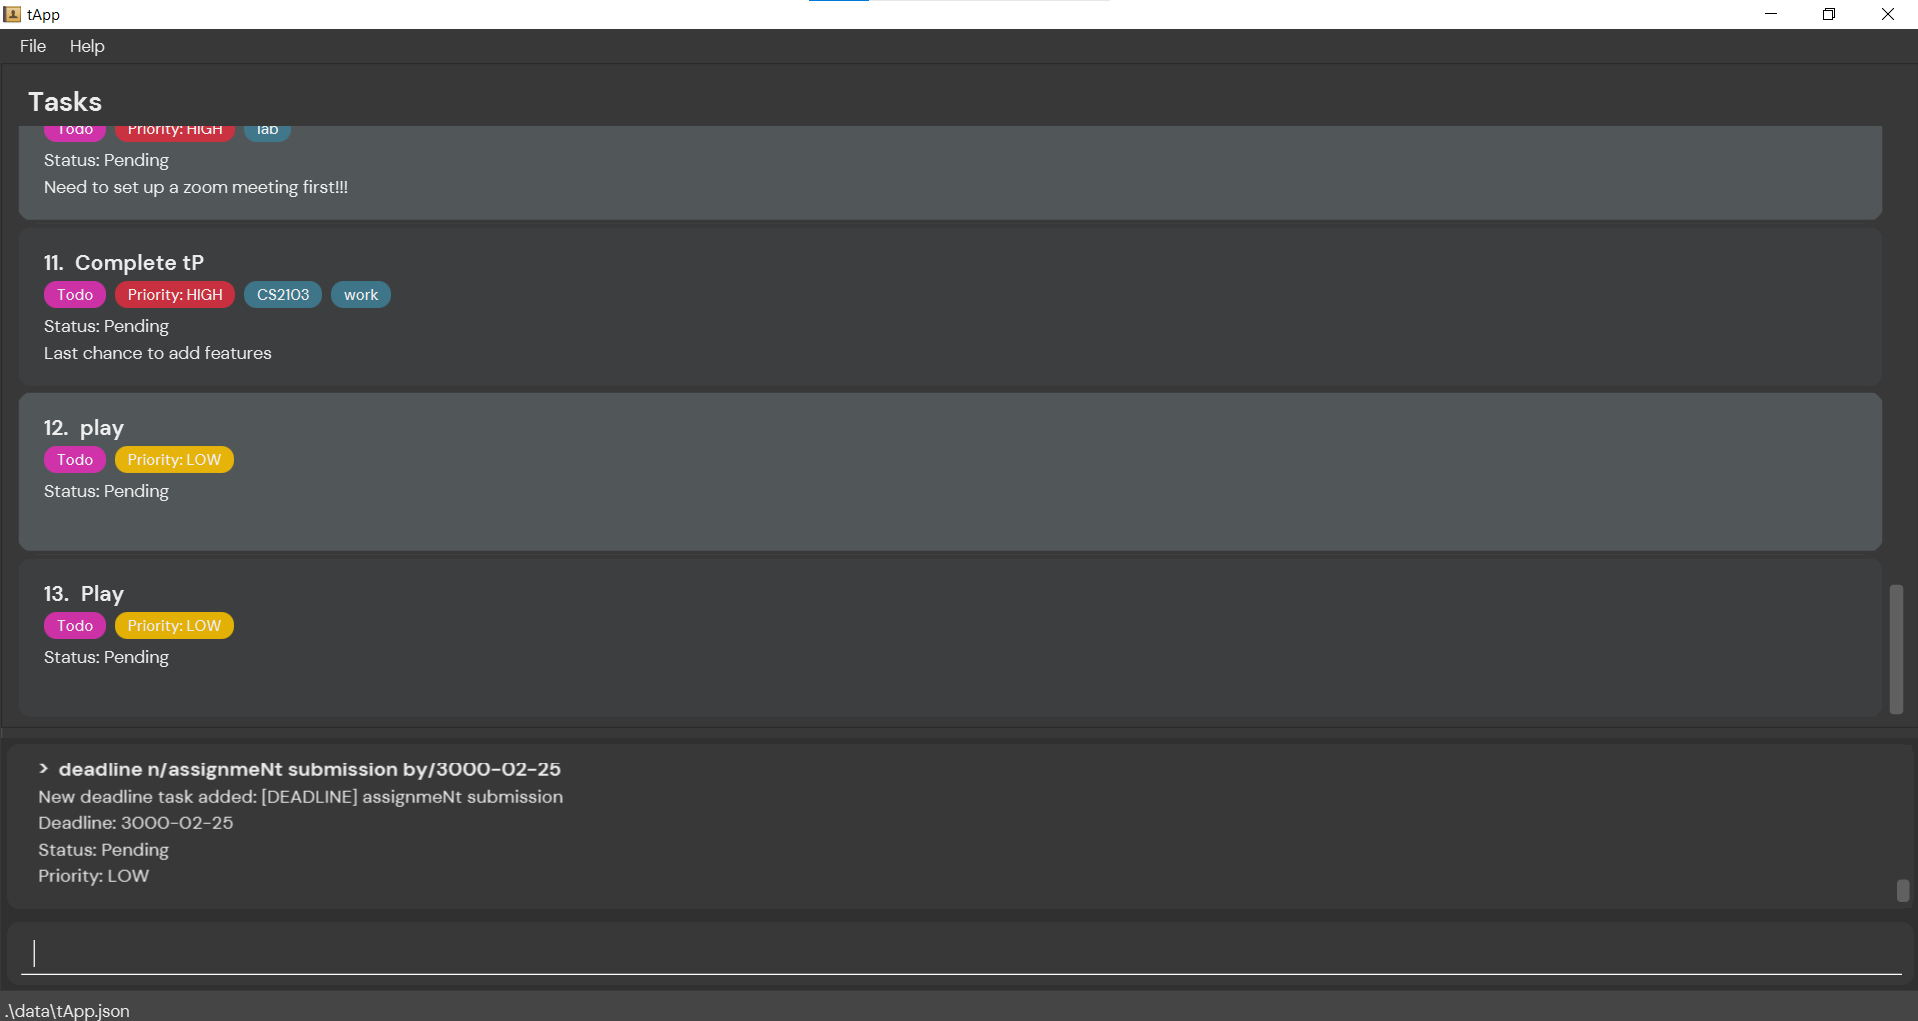 tApp
File Help
Tasks
Todo Priority: HIGH lab
Status: Pending
Need to set up a zoom meeting first!!!
11. Complete tP
Todo Priority: HIGH CS2103 work
Status: Pending
Last chance to add features
12. play
Todo Priority: LOW
Status: Pending
13. Play
Todo Priority: LOW
Status: Pending
> deadline n/assignmeNt submission by/3000-02-25
New deadline task added: [DEADLINE] assignmeNt submission
Deadline: 3000-02-25
Status: Pending
Priority: LOW
.\data\tApp.json